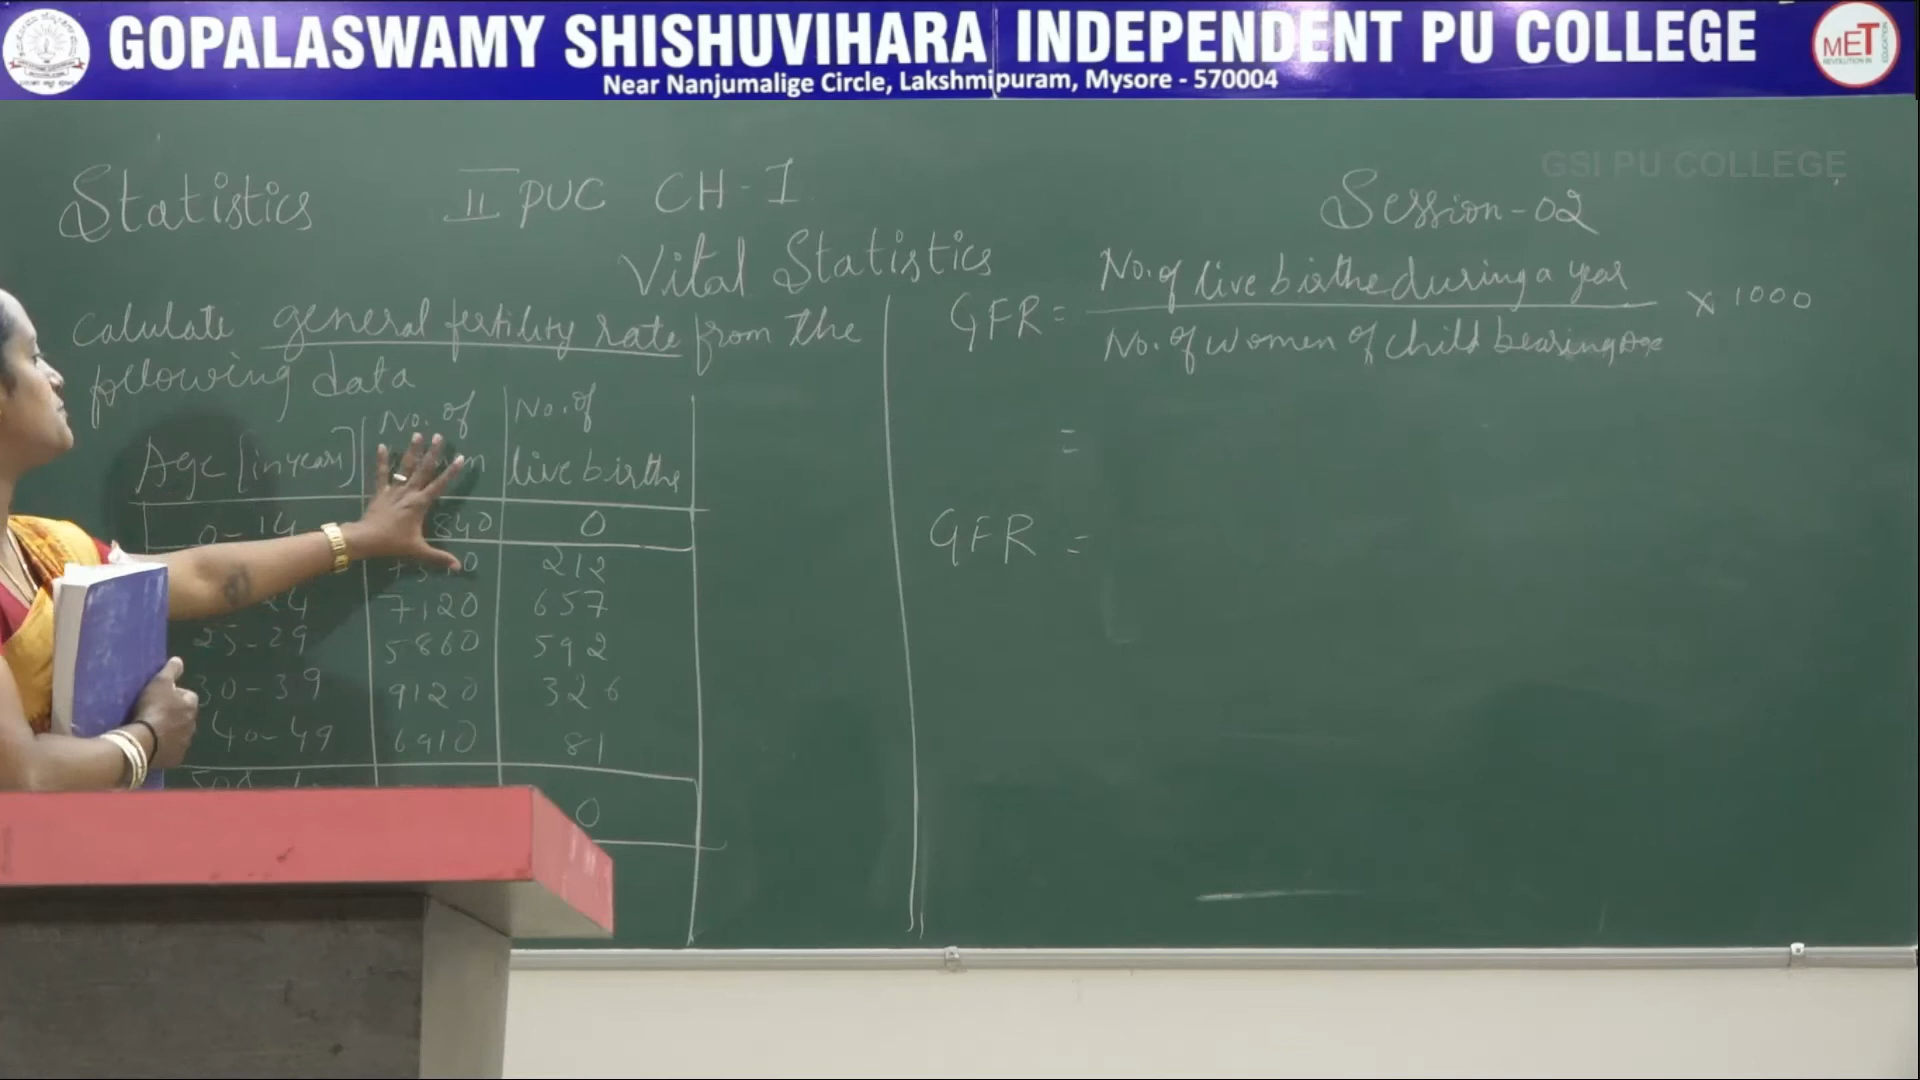 GOPALASWAMY SHISHUVIHARA INDEPENDENT PU COLLEGE
Near Nanjumalige Circle, Lakshmipuram, Mysore - 570004
MET
GSI PU COLLEGE
Statistics II PUC CH-1
Session-02
Vital Statistics
Calulate general fertility rate from the
following data
Age [in years] No. of No. of
live births
0-14 840 0
212
24 7120 657
25-29 5860 592
30-39 9120 326
40-49 6910 81
0
GFR = No. of live births during a year × 1000
No. of women of child bearing Age
=
GFR =